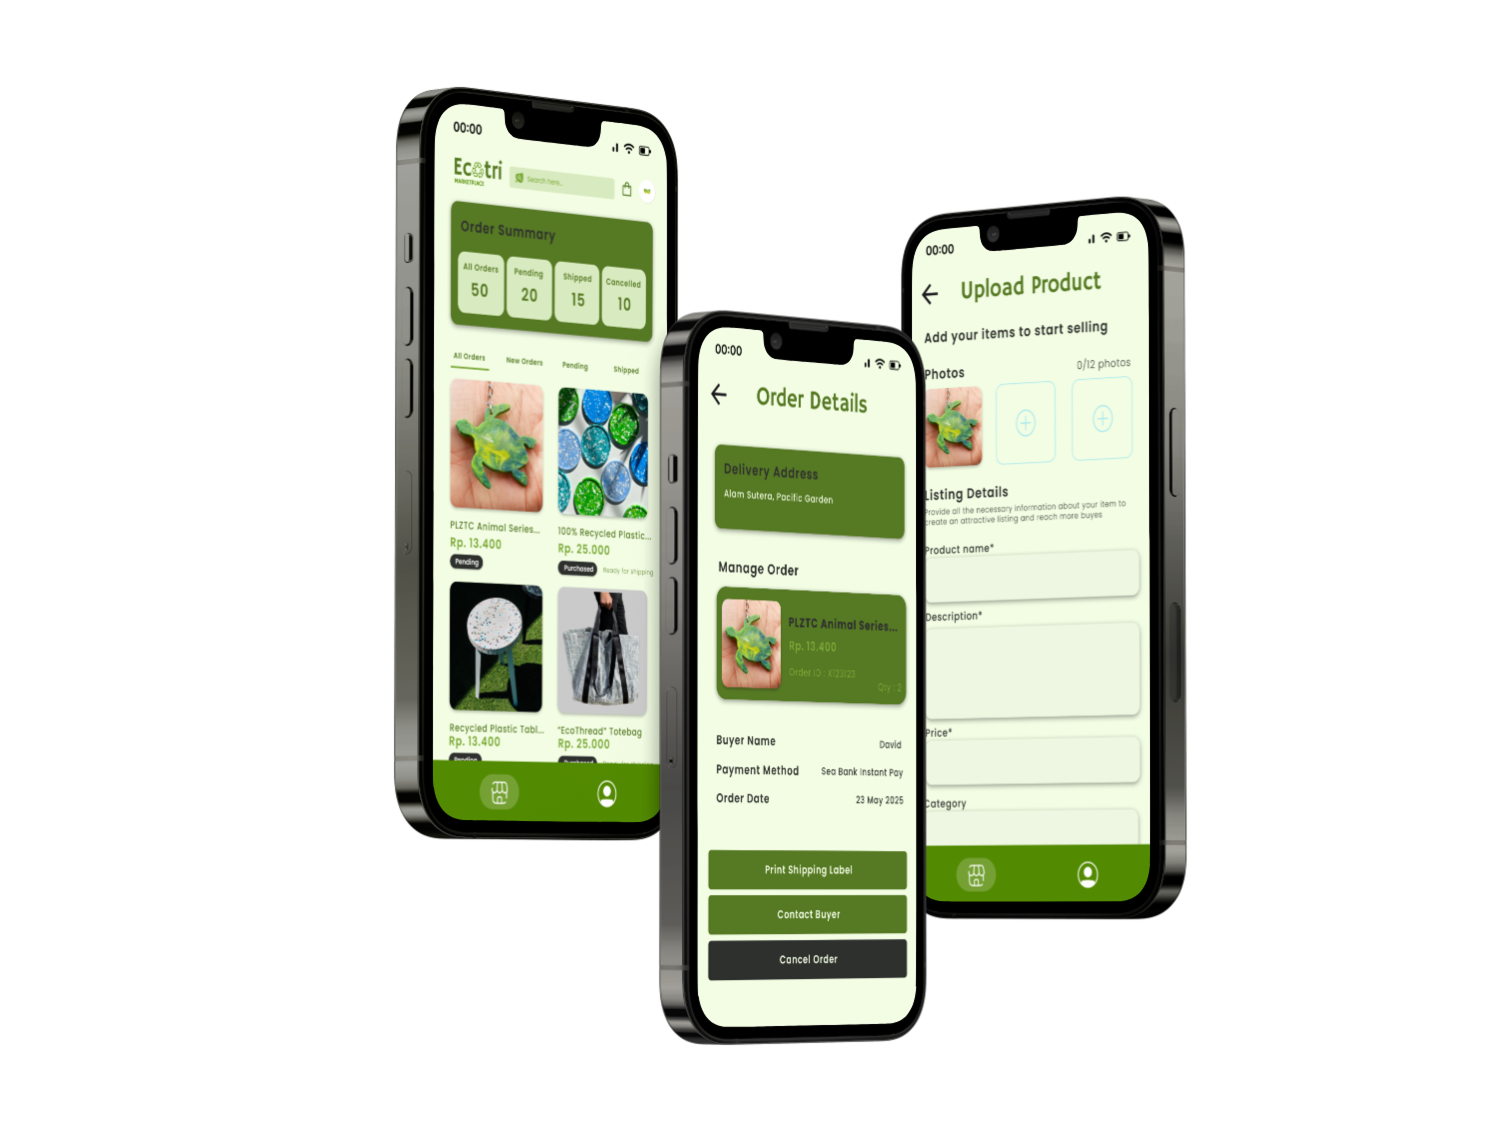 00:00
Ecotri
MARKETPLACE
Search here...
Order Summary
All Orders
50
Pending
20
Shipped
15
Cancelled
10
All Orders
New Orders
Pending
Shipped
PLZTC Animal Series...
Rp. 13.400
Pending
100% Recycled Plastic...
Rp. 25.000
Purchased
Ready for shipping
Recycled Plastic Tabl...
Rp. 13.400
Pending
"EcoThread" Totebag
Rp. 25.000
Purchased
00:00
Order Details
Delivery Address
Alam Sutera, Pacific Garden
Manage Order
PLZTC Animal Series...
Rp. 13.400
Order ID : X123123
Qty : 2
Buyer Name
David
Payment Method
Sea Bank Instant Pay
Order Date
23 May 2025
Print Shipping Label
Contact Buyer
Cancel Order
00:00
Upload Product
Add your items to start selling
Photos
0/12 photos
Listing Details
Provide all the necessary information about your item to
create an attractive listing and reach more buyes
Product name*
Description*
Price*
Category